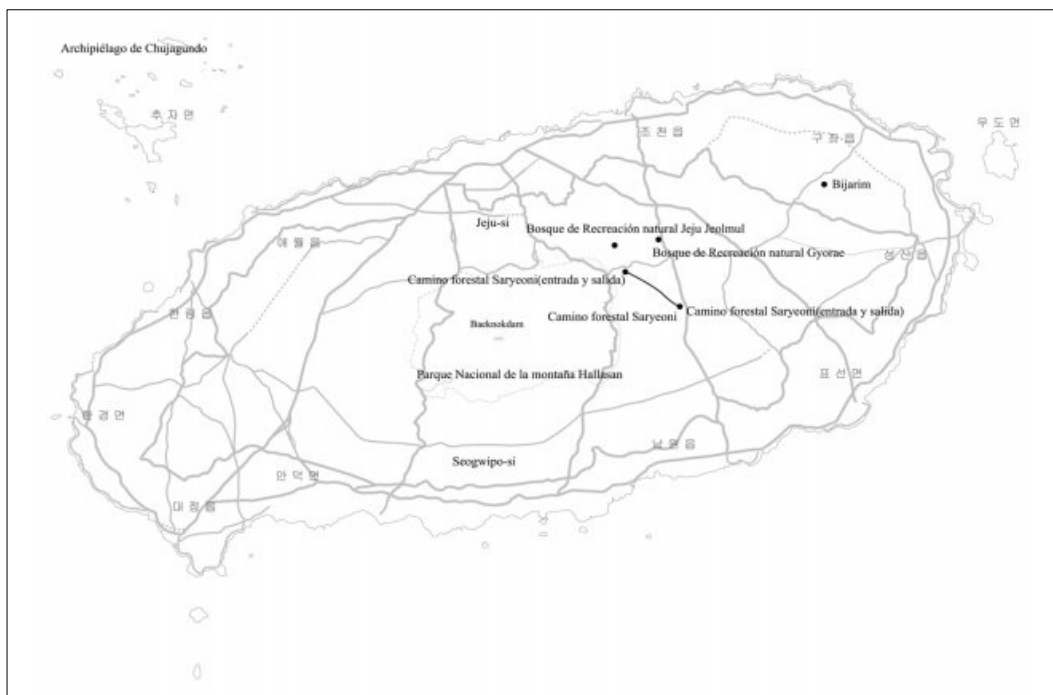 Archipiélago de Chujagundo
추자면
우도면
조천읍
구좌읍
Bijarim
Jeju-si
Bosque de Recreación natural Jeju Jeolmul
애월읍
Bosque de Recreación natural Gyorae
성산읍
Camino forestal Saryeoni(entrada y salida)
한림읍
Camino forestal Saryeoni
Camino forestal Saryeoni(entrada y salida)
Baeknokdam
Parque Nacional de la montaña Hallasan
표선면
한경면
남원읍
Seogwipo-si
안덕면
대정읍